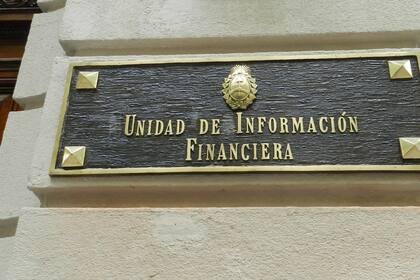 Unidad de Información
Financiera